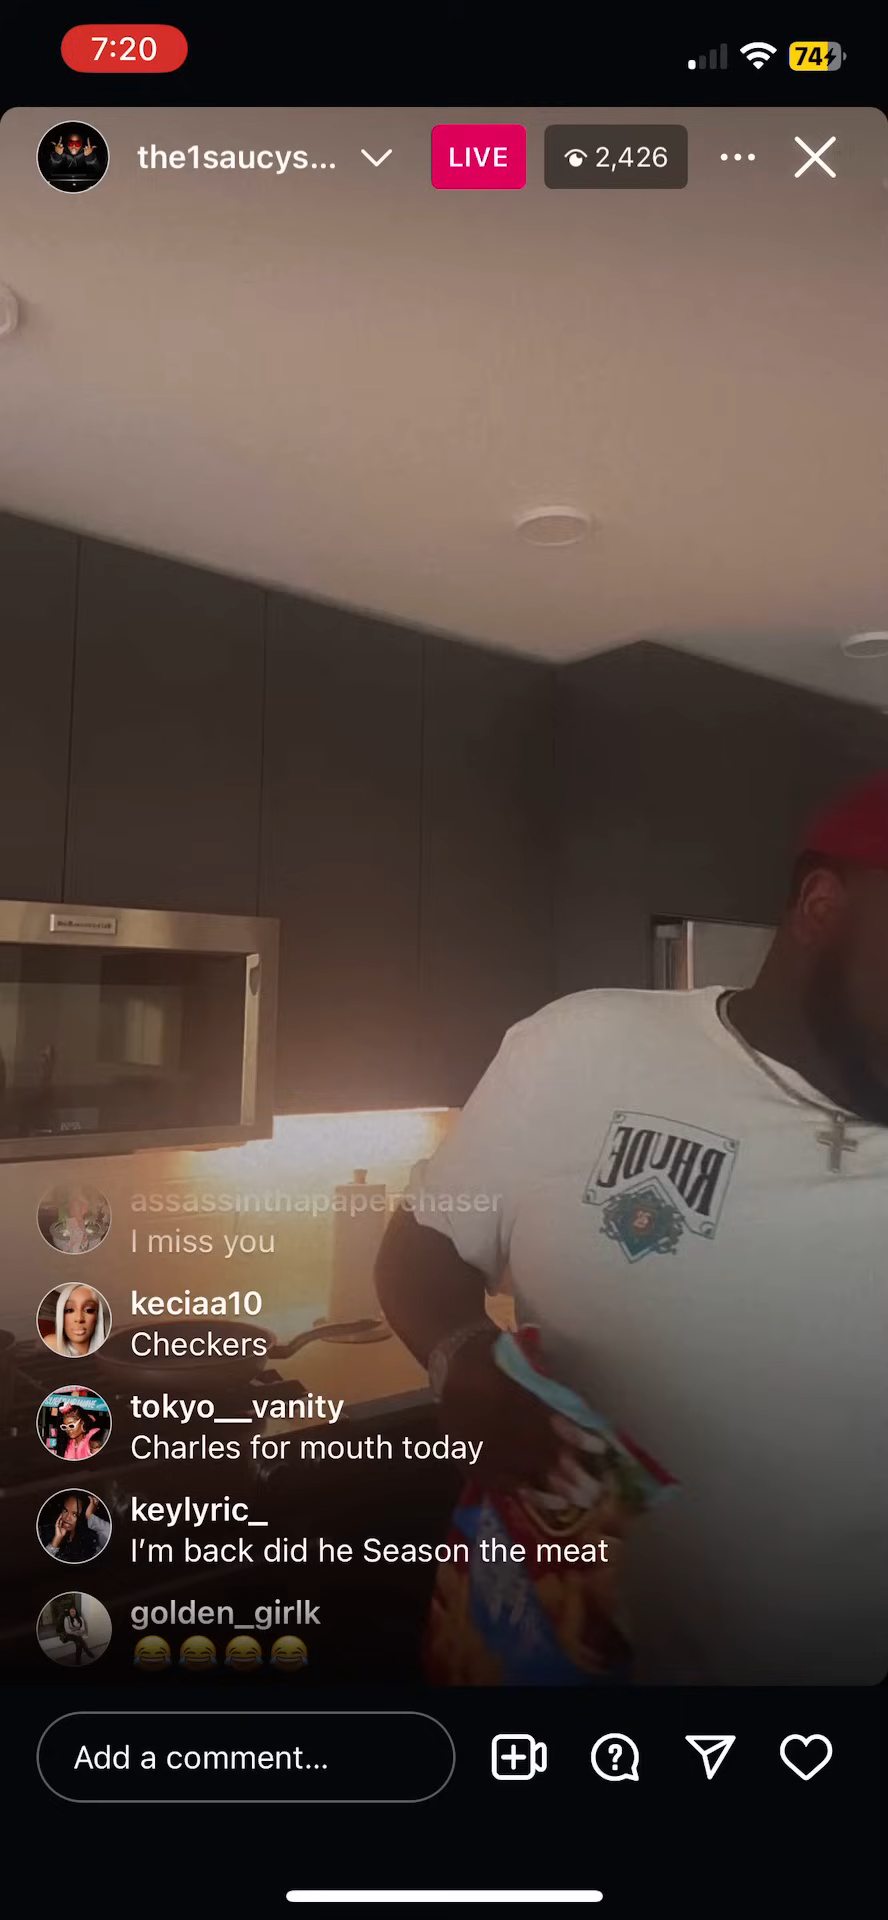 7:20
74
the1saucys...
LIVE
2,426
RHUDE
assassinthapaperchaser
I miss you
keciaa10
Checkers
tokyo__vanity
Charles for mouth today
keylyric_
I'm back did he Season the meat
golden_girlk
😂😂😂😂
Add a comment...